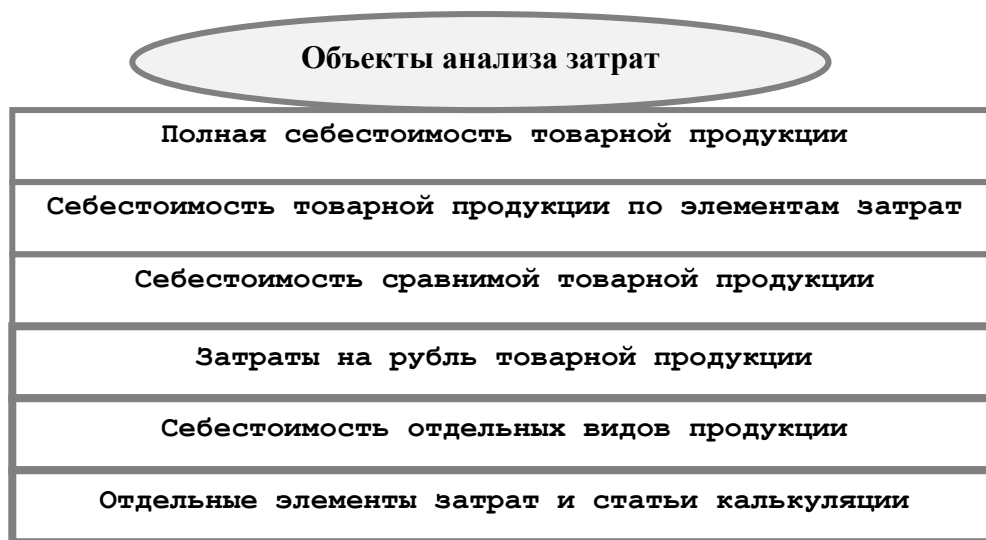 Объекты анализа затрат
Полная себестоимость товарной продукции
Себестоимость товарной продукции по элементам затрат
Себестоимость сравнимой товарной продукции
Затраты на рубль товарной продукции
Себестоимость отдельных видов продукции
Отдельные элементы затрат и статьи калькуляции